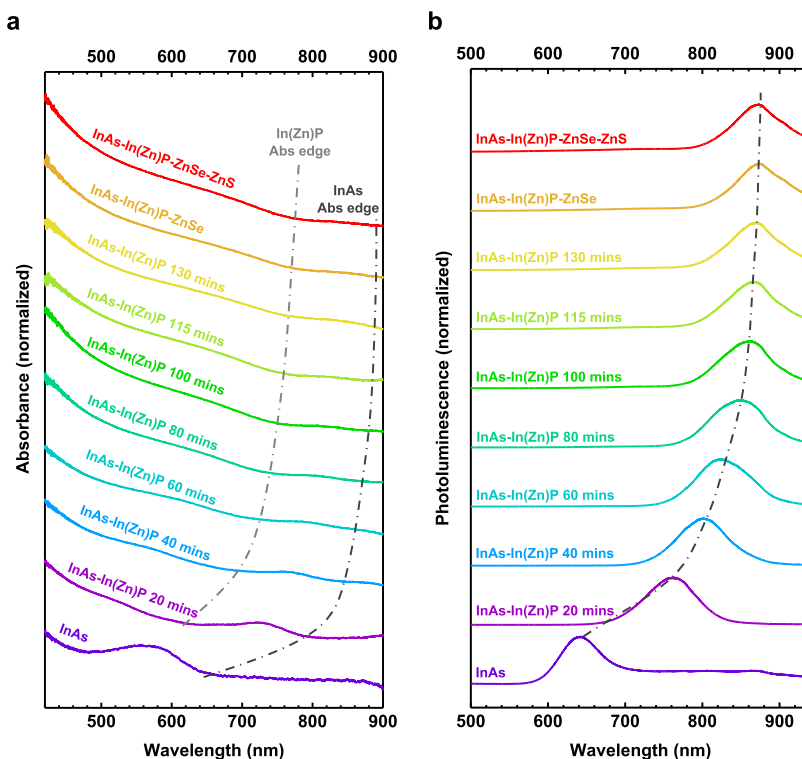 a
500 600 700 800 900
In(Zn)P
Abs edge
InAs
Abs edge
InAs-In(Zn)P-ZnSe-ZnS
InAs-In(Zn)P-ZnSe
InAs-In(Zn)P 130 mins
InAs-In(Zn)P 115 mins
InAs-In(Zn)P 100 mins
InAs-In(Zn)P 80 mins
InAs-In(Zn)P 60 mins
InAs-In(Zn)P 40 mins
InAs-In(Zn)P 20 mins
InAs
Absorbance (normalized)
500 600 700 800 900
Wavelength (nm)
b
500 600 700 800 900
InAs-In(Zn)P-ZnSe-ZnS
InAs-In(Zn)P-ZnSe
InAs-In(Zn)P 130 mins
InAs-In(Zn)P 115 mins
InAs-In(Zn)P 100 mins
InAs-In(Zn)P 80 mins
InAs-In(Zn)P 60 mins
InAs-In(Zn)P 40 mins
InAs-In(Zn)P 20 mins
InAs
Photoluminescence (normalized)
500 600 700 800 900
Wavelength (nm)